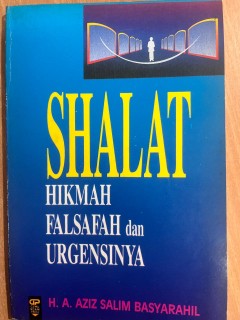 SHALAT
HIKMAH
FALSAFAH dan
URGENSINYA
H. A. AZIZ SALIM BASYARAHIL